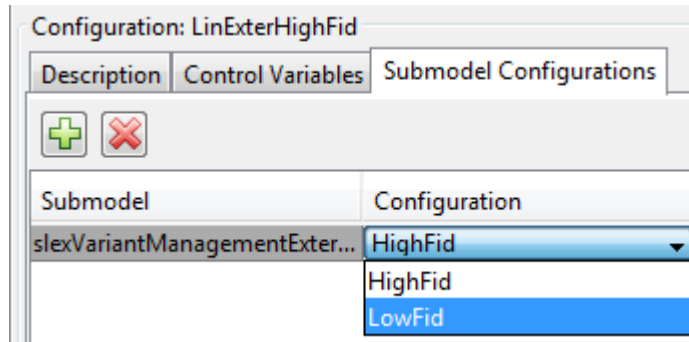 Configuration: LinExterHighFid
Description Control Variables Submodel Configurations
Submodel Configuration
slexVariantManagementExter... HighFid
HighFid
LowFid